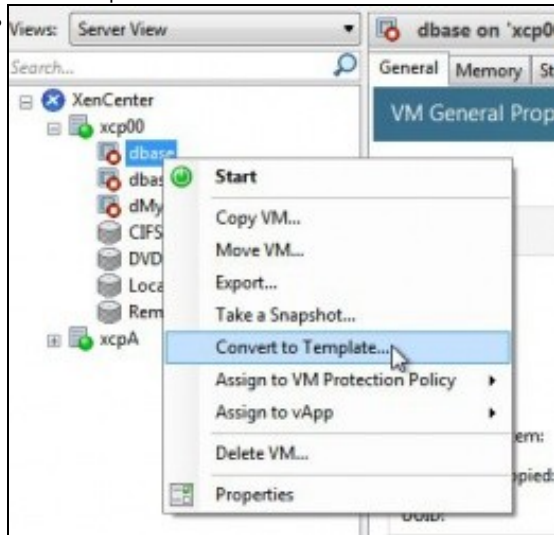 Views: Server View
Search...
XenCenter
xcp00
dbase
dbas
dMy
CIFS
DVD
Loca
Rem
xcpA
dbase on 'xcp0
General Memory St
VM General Prop
Start
Copy VM...
Move VM...
Export...
Take a Snapshot...
Convert to Template...
Assign to VM Protection Policy
Assign to vApp
Delete VM...
Properties
em:
opied:
UUID: